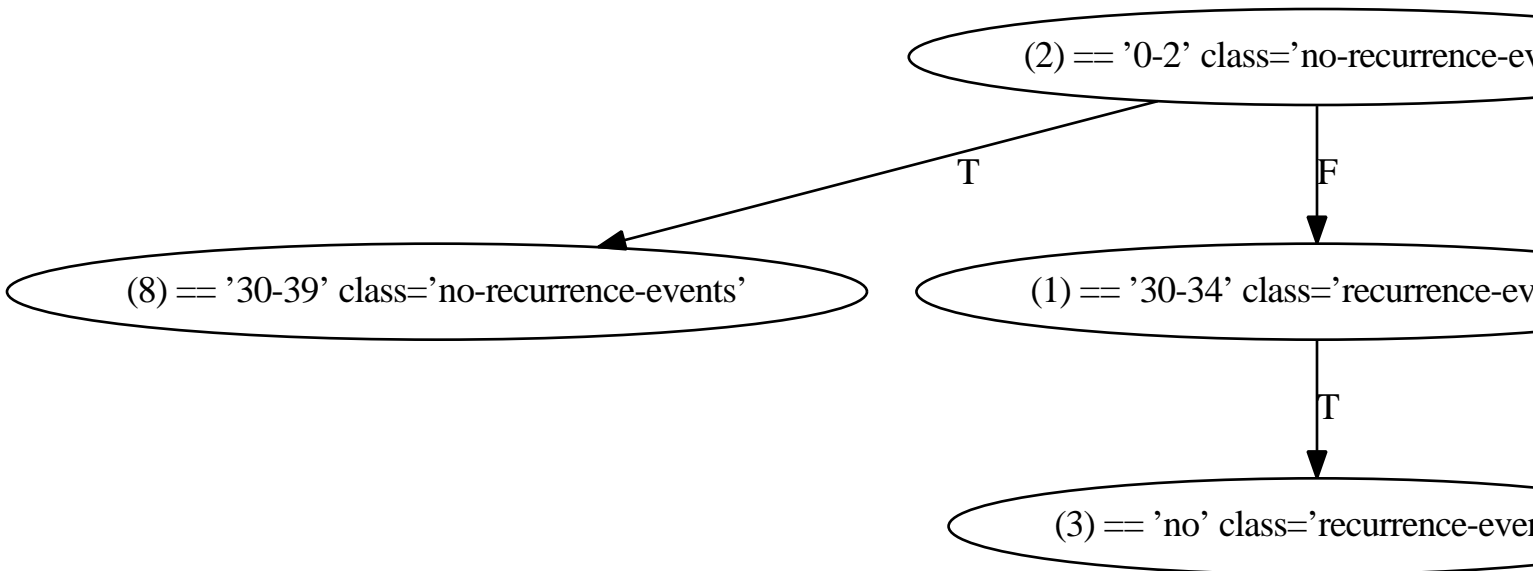 (2) == ’0-2’ class=’no-recurrence-ev
T
F
(8) == ’30-39’ class=’no-recurrence-events’
(1) == ’30-34’ class=’recurrence-ev
T
(3) == ’no’ class=’recurrence-even